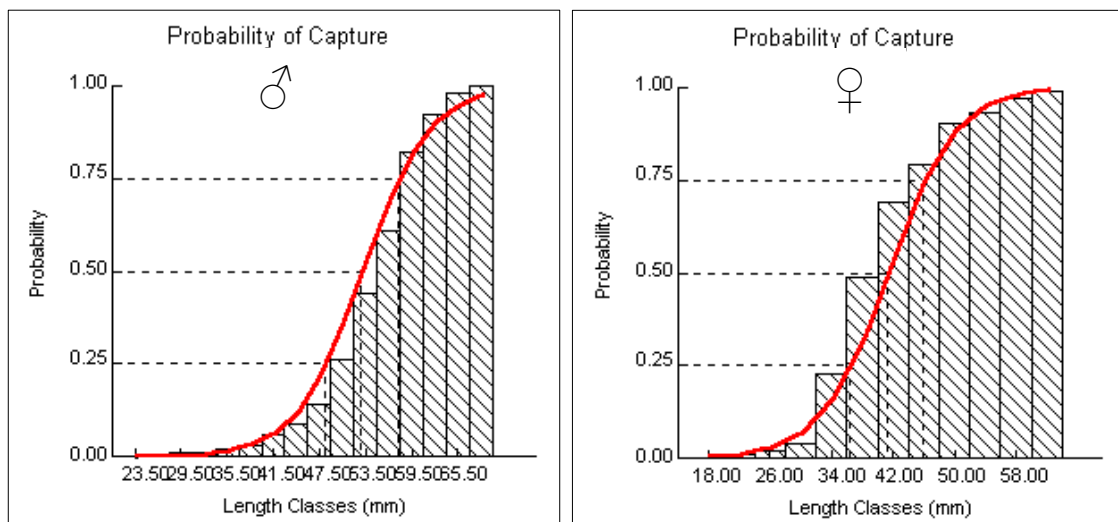 Probability of Capture
♂
1.00
0.75
0.50
0.25
0.00
Probability
23.50 29.50 35.50 41.50 47.50 53.50 59.50 65.50
Length Classes (mm)
Probability of Capture
♀
1.00
0.75
0.50
0.25
0.00
Probability
18.00 26.00 34.00 42.00 50.00 58.00
Length Classes (mm)